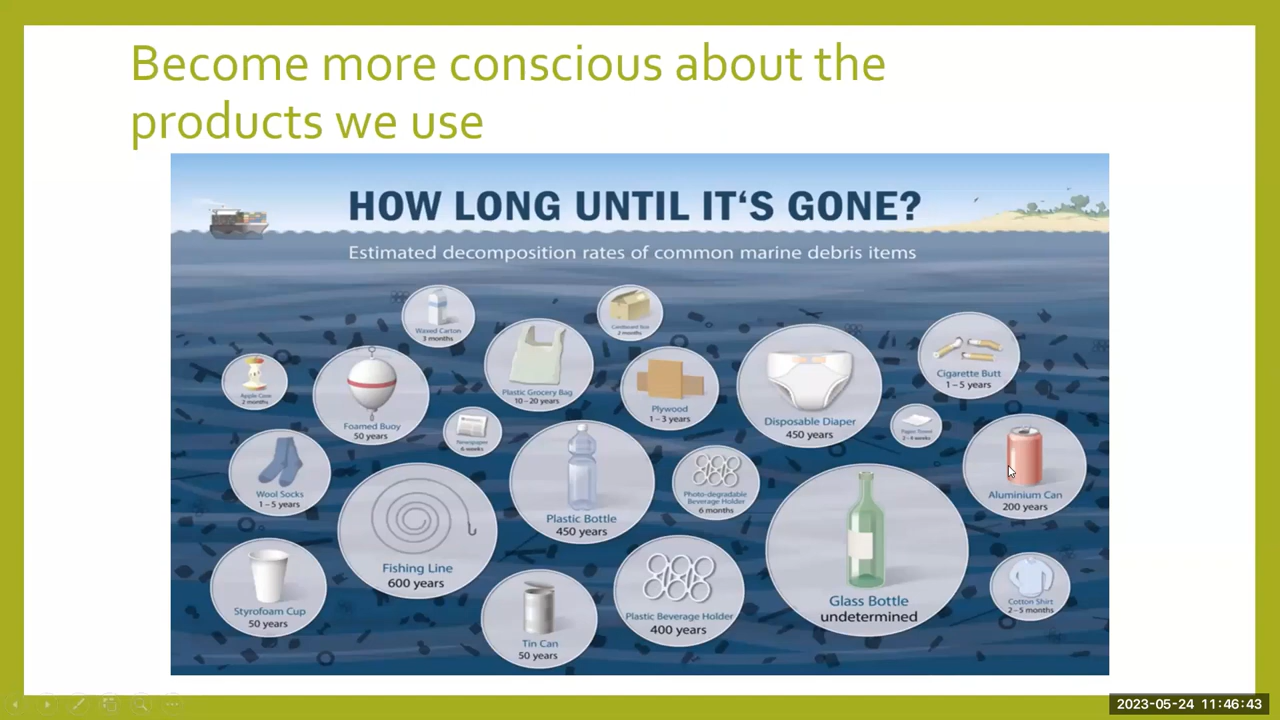 Become more conscious about the
products we use
HOW LONG UNTIL IT'S GONE?
Estimated decomposition rates of common marine debris items
Waxed Carton
3 months
Cardboard Box
2 months
Plastic Grocery Bag
10 – 20 years
Cigarette Butt
1 – 5 years
Apple Core
2 months
Foamed Buoy
50 years
Newspaper
6 weeks
Plywood
1 – 3 years
Disposable Diaper
450 years
2 – 4 weeks
Wool Socks
1 – 5 years
Plastic Bottle
450 years
Photo-degradable
Beverage Holder
6 months
Aluminium Can
200 years
Fishing Line
600 years
Styrofoam Cup
50 years
Tin Can
50 years
Plastic Beverage Holder
400 years
Glass Bottle
undetermined
Cotton Shirt
2 – 5 months
2023-05-24 11:46:43